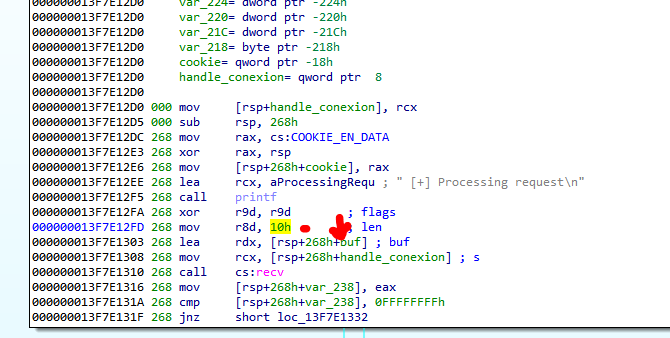 000000013F7E12D0 var_224= dword ptr -224h
000000013F7E12D0 var_220= dword ptr -220h
000000013F7E12D0 var_21C= dword ptr -21Ch
000000013F7E12D0 var_218= byte ptr -218h
000000013F7E12D0 cookie= qword ptr -18h
000000013F7E12D0 handle_conexion= qword ptr  8
000000013F7E12D0
000000013F7E12D0 000 mov     [rsp+handle_conexion], rcx
000000013F7E12D5 000 sub     rsp, 268h
000000013F7E12DC 268 mov     rax, cs:COOKIE_EN_DATA
000000013F7E12E3 268 xor     rax, rsp
000000013F7E12E6 268 mov     [rsp+268h+cookie], rax
000000013F7E12EE 268 lea     rcx, aProcessingRequ ; " [+] Processing request\n"
000000013F7E12F5 268 call    printf
000000013F7E12FA 268 xor     r9d, r9d        ; flags
000000013F7E12FD 268 mov     r8d, 10h        ; len
000000013F7E1303 268 lea     rdx, [rsp+268h+buf] ; buf
000000013F7E1308 268 mov     rcx, [rsp+268h+handle_conexion] ; s
000000013F7E1310 268 call    cs:recv
000000013F7E1316 268 mov     [rsp+268h+var_238], eax
000000013F7E131A 268 cmp     [rsp+268h+var_238], 0FFFFFFFFh
000000013F7E131F 268 jnz     short loc_13F7E1332